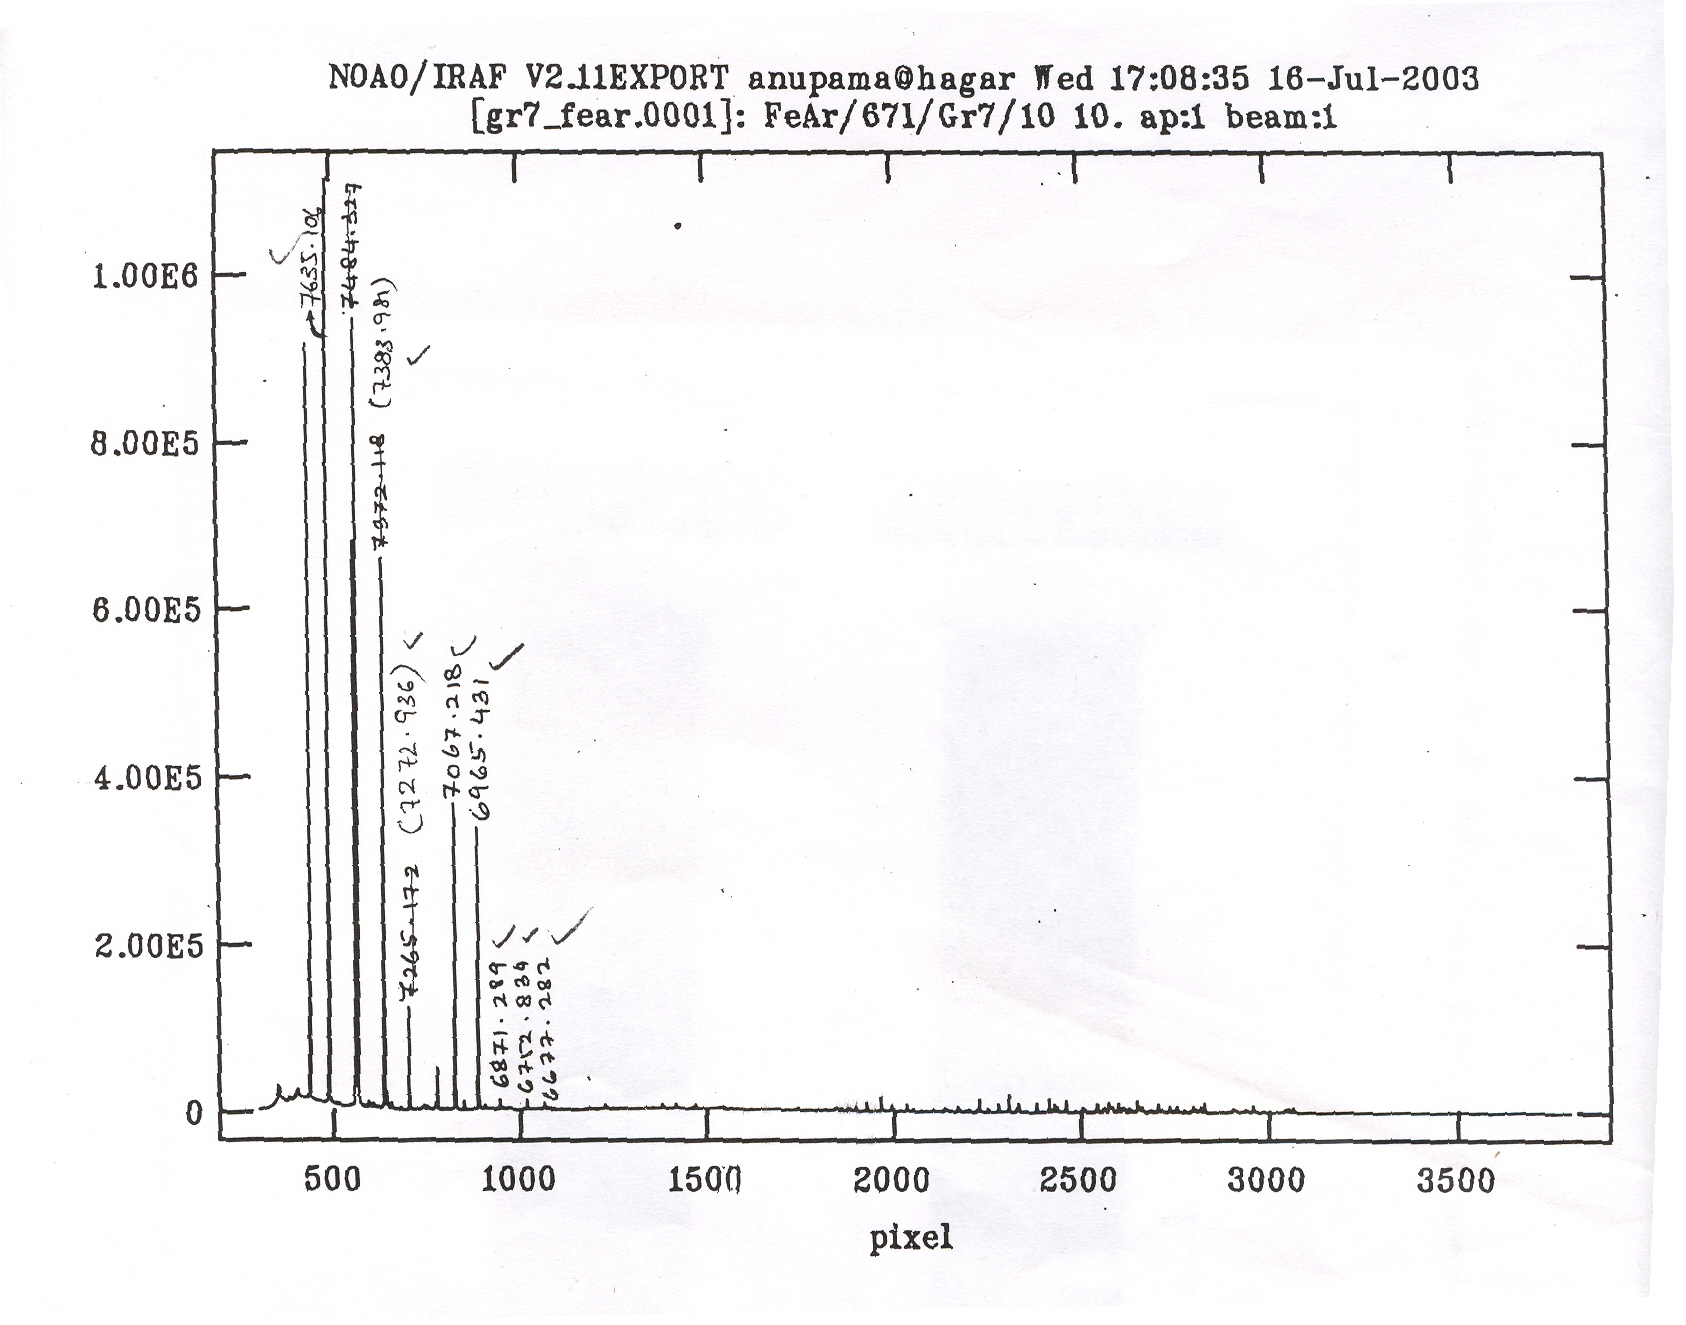 NOAO/IRAF V2.11EXPORT anupama@hagar Wed 17:08:35 16-Jul-2003
[gr7_fear.0001]: FeAr/67l/Gr7/10 10. ap:1 beam:1
1.00E6
8.00E5
6.00E5
4.00E5
2.00E5
0
7635.106
7484.327
7372.118 (7383.981)
7265.172 (7272.936)
7067.218
6965.431
6871.289
6752.834
6677.282
500 1000 1500 2000 2500 3000 3500
pixel